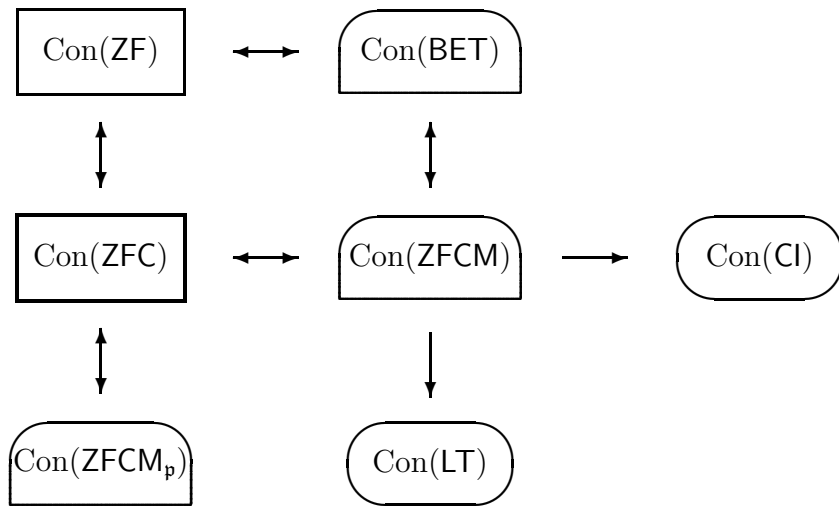 Con(ZF) Con(BET)
Con(ZFC) Con(ZFCM) Con(CI)
Con(ZFCM𝔭) Con(LT)